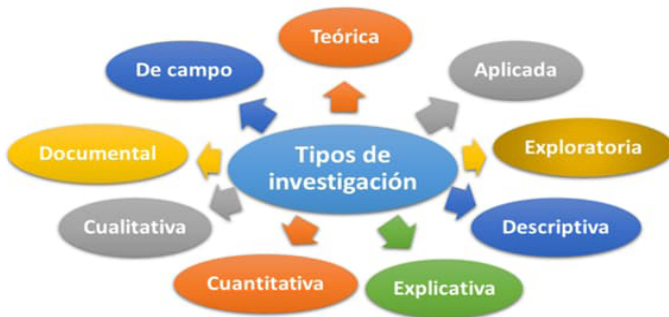 Teórica
De campo
Aplicada
Documental
Tipos de
investigación
Exploratoria
Cualitativa
Descriptiva
Cuantitativa
Explicativa